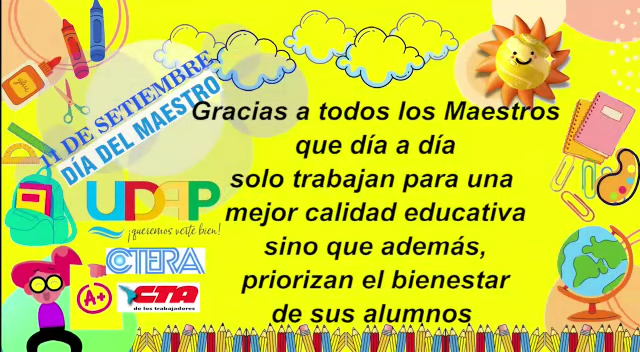 11 DE SETIEMBRE
DÍA DEL MAESTRO
Gracias a todos los Maestros
que día a día
solo trabajan para una
mejor calidad educativa
sino que además,
priorizan el bienestar
de sus alumnos
UDAP
¡queremos verte bien!
CTERA
CTA
de los trabajadores
A+
glue